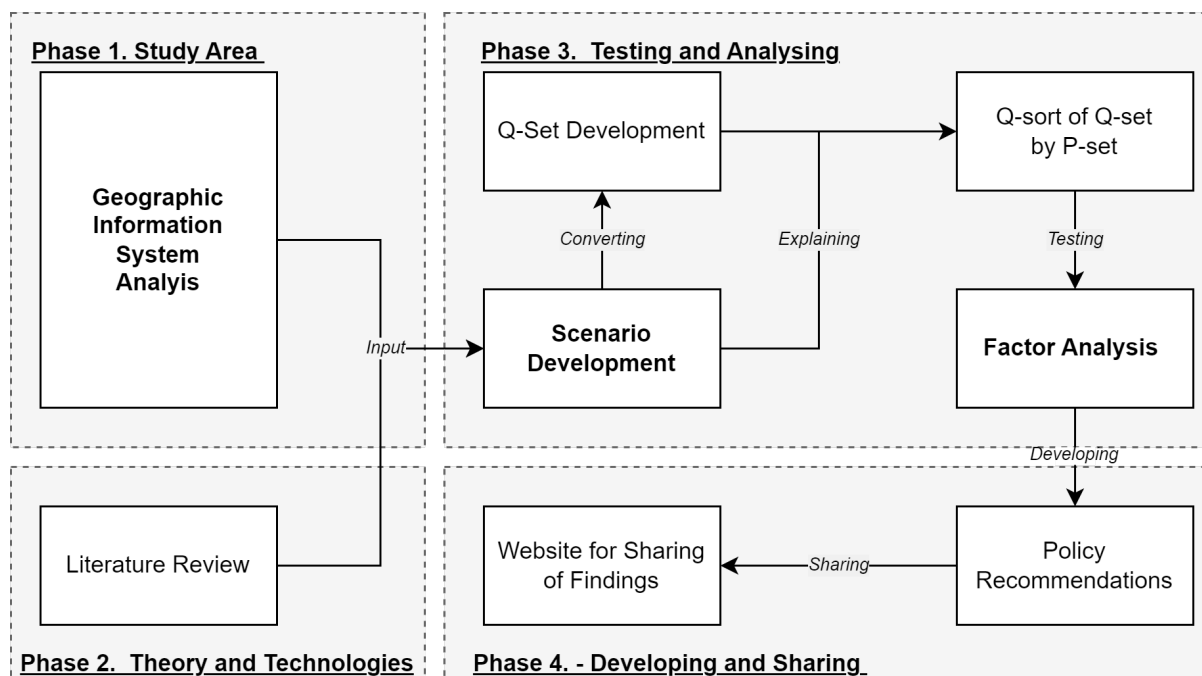 Phase 1. Study Area
Geographic
Information
System
Analyis
Phase 3.  Testing and Analysing
Q-Set Development
Q-sort of Q-set
by P-set
Converting
Explaining
Testing
Input
Scenario
Development
Factor Analysis
Developing
Literature Review
Phase 2.  Theory and Technologies
Website for Sharing
of Findings
Sharing
Policy
Recommendations
Phase 4. - Developing and Sharing